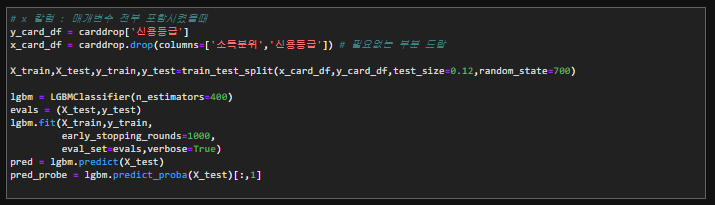 # x 칼럼 : 매개변수 전부 포함시켰을때
y_card_df = carddrop['신용등급']
x_card_df = carddrop.drop(columns=['소득분위','신용등급']) # 필요없는 부분 드랍
X_train,X_test,y_train,y_test=train_test_split(x_card_df,y_card_df,test_size=0.12,random_state=700)
lgbm = LGBMClassifier(n_estimators=400)
evals = (X_test,y_test)
lgbm.fit(X_train,y_train,
early_stopping_rounds=1000,
eval_set=evals,verbose=True)
pred = lgbm.predict(X_test)
pred_probe = lgbm.predict_proba(X_test)[:,1]